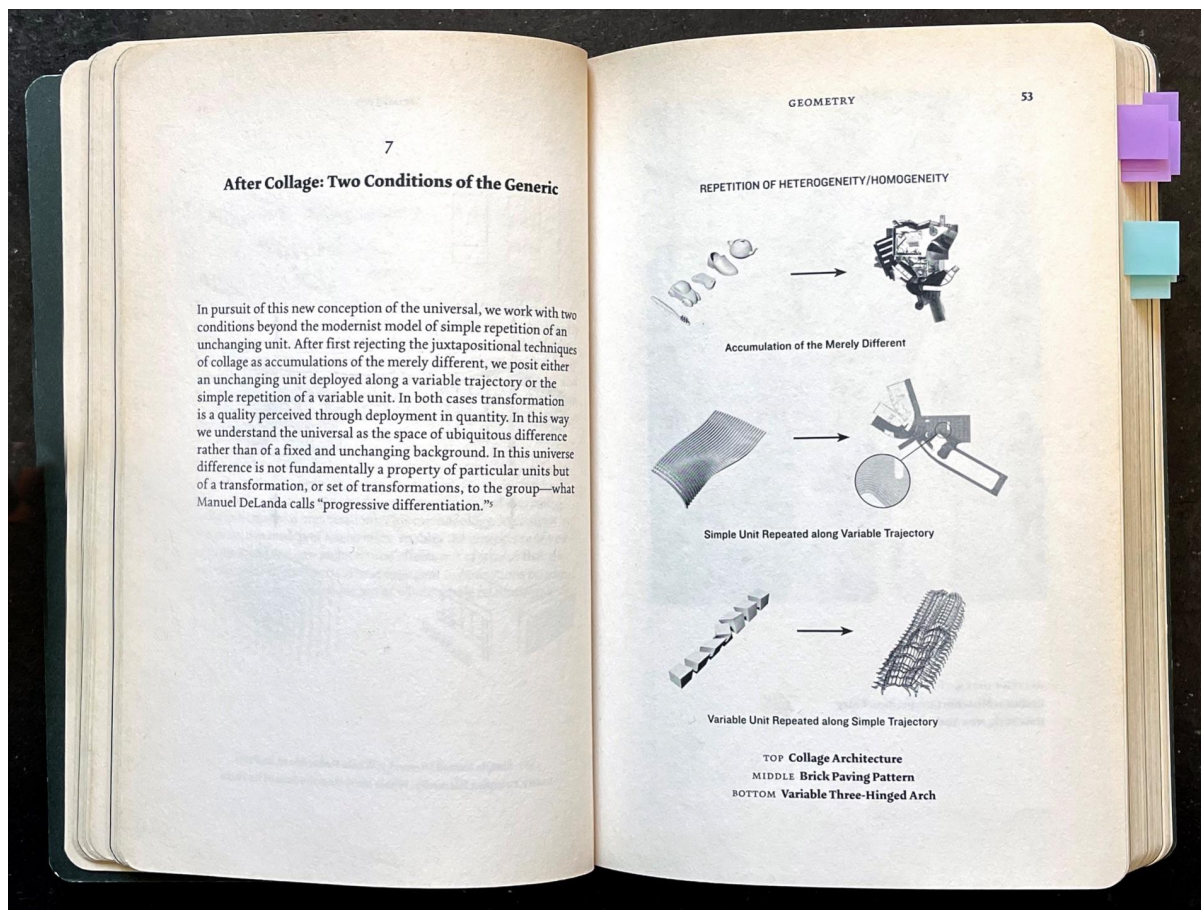 7
After Collage: Two Conditions of the Generic
In pursuit of this new conception of the universal, we work with two
conditions beyond the modernist model of simple repetition of an
unchanging unit. After first rejecting the juxtapositional techniques
of collage as accumulations of the merely different, we posit either
an unchanging unit deployed along a variable trajectory or the
simple repetition of a variable unit. In both cases transformation
is a quality perceived through deployment in quantity. In this way
we understand the universal as the space of ubiquitous difference
rather than of a fixed and unchanging background. In this universe
difference is not fundamentally a property of particular units but
of a transformation, or set of transformations, to the group—what
Manuel DeLanda calls “progressive differentiation.”⁵
GEOMETRY 53
REPETITION OF HETEROGENEITY/HOMOGENEITY
Accumulation of the Merely Different
Simple Unit Repeated along Variable Trajectory
Variable Unit Repeated along Simple Trajectory
TOP Collage Architecture
MIDDLE Brick Paving Pattern
BOTTOM Variable Three-Hinged Arch